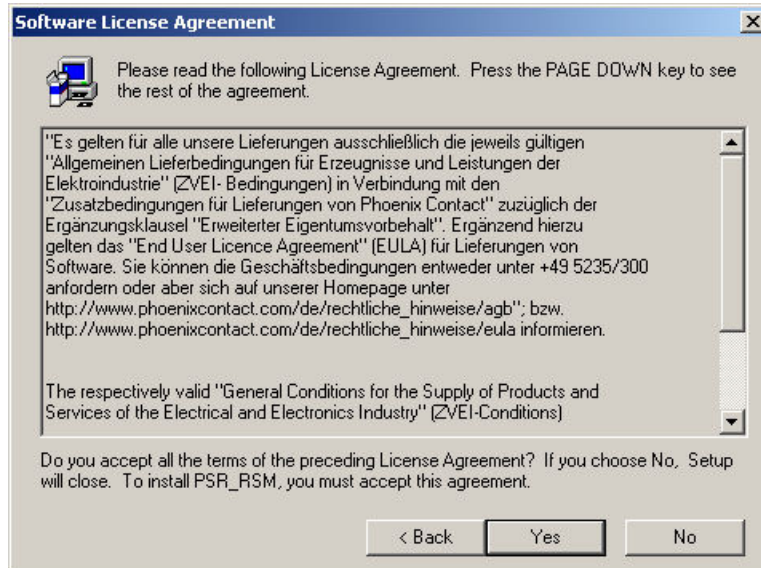 Software License Agreement
Please read the following License Agreement. Press the PAGE DOWN key to see
the rest of the agreement.
"Es gelten für alle unsere Lieferungen ausschließlich die jeweils gültigen
"Allgemeinen Lieferbedingungen für Erzeugnisse und Leistungen der
Elektroindustrie" (ZVEI- Bedingungen) in Verbindung mit den
"Zusatzbedingungen für Lieferungen von Phoenix Contact" zuzüglich der
Ergänzungsklausel "Erweiterter Eigentumsvorbehalt". Ergänzend hierzu
gelten das "End User Licence Agreement" (EULA) für Lieferungen von
Software. Sie können die Geschäftsbedingungen entweder unter +49 5235/300
anfordern oder aber sich auf unserer Homepage unter
http://www.phoenixcontact.com/de/rechtliche_hinweise/agb"; bzw.
http://www.phoenixcontact.com/de/rechtliche_hinweise/eula informieren.
The respectively valid "General Conditions for the Supply of Products and
Services of the Electrical and Electronics Industry" (ZVEI-Conditions)
Do you accept all the terms of the preceding License Agreement? If you choose No, Setup
will close. To install PSR_RSM, you must accept this agreement.
< Back Yes No